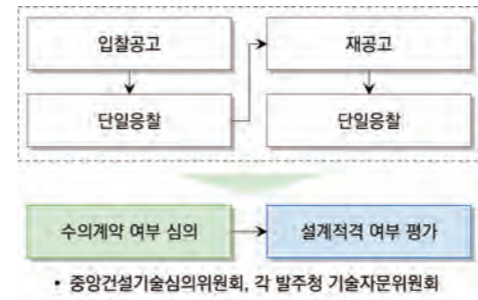 입찰공고
단일응찰
재공고
단일응찰
수의계약 여부 심의
설계적격 여부 평가
• 중앙건설기술심의위원회, 각 발주청 기술자문위원회